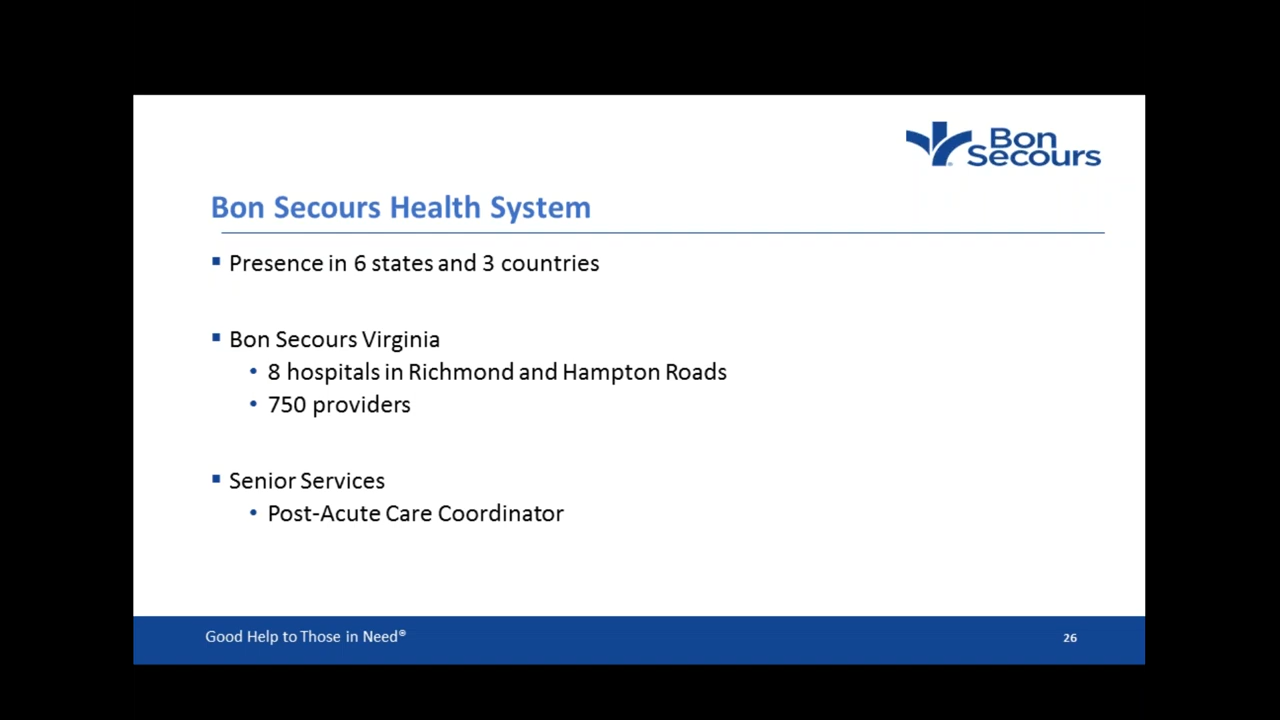 Bon
Secours
Bon Secours Health System
▪ Presence in 6 states and 3 countries
▪ Bon Secours Virginia
• 8 hospitals in Richmond and Hampton Roads
• 750 providers
▪ Senior Services
• Post-Acute Care Coordinator
Good Help to Those in Need®
26